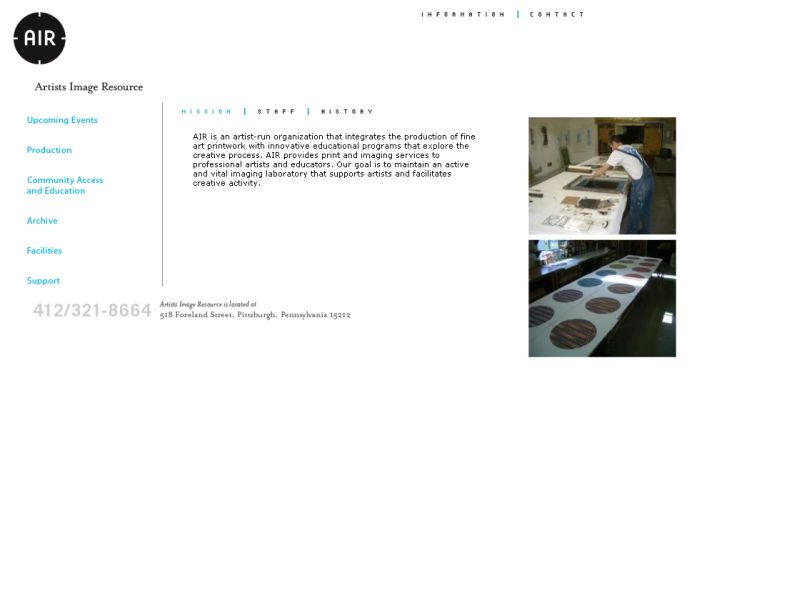 INFORMATION | CONTACT
AIR
Artists Image Resource
MISSION | STAFF | HISTORY
Upcoming Events
Production
Community Access
and Education
Archive
Facilities
Support
AIR is an artist-run organization that integrates the production of fine
art printwork with innovative educational programs that explore the
creative process. AIR provides print and imaging services to
professional artists and educators. Our goal is to maintain an active
and vital imaging laboratory that supports artists and facilitates
creative activity.
412/321-8664
Artists Image Resource is located at
518 Foreland Street, Pittsburgh, Pennsylvania 15212